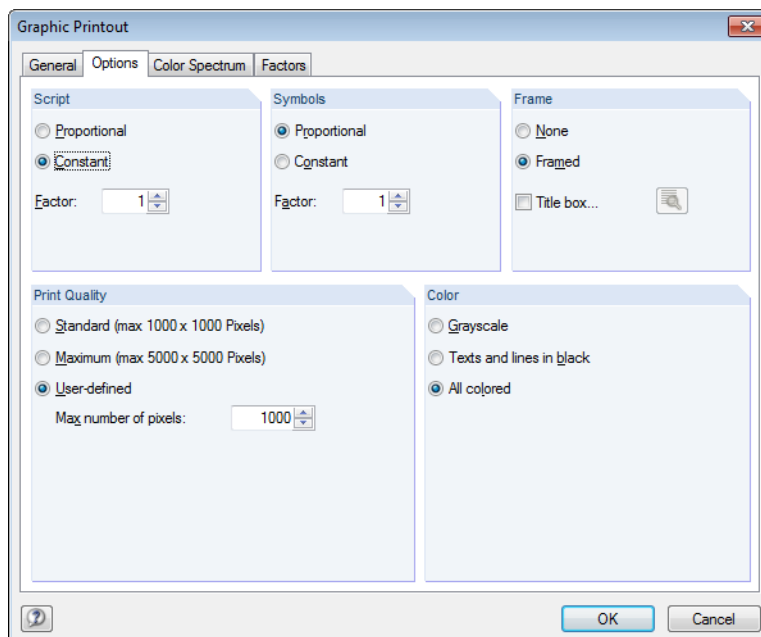 Graphic Printout
General Options Color Spectrum Factors
Script
Proportional
Constant
Factor: 1
Symbols
Proportional
Constant
Factor: 1
Frame
None
Framed
Title box...
Print Quality
Standard (max 1000 x 1000 Pixels)
Maximum (max 5000 x 5000 Pixels)
User-defined
Max number of pixels: 1000
Color
Grayscale
Texts and lines in black
All colored
OK Cancel